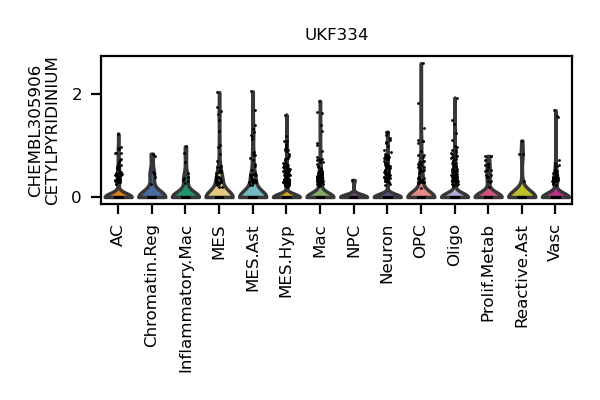 UKF334
CHEMBL305906
CETYLPYRIDINIUM
2
0
AC
Chromatin.Reg
Inflammatory.Mac
MES
MES.Ast
MES.Hyp
Mac
NPC
Neuron
OPC
Oligo
Prolif.Metab
Reactive.Ast
Vasc